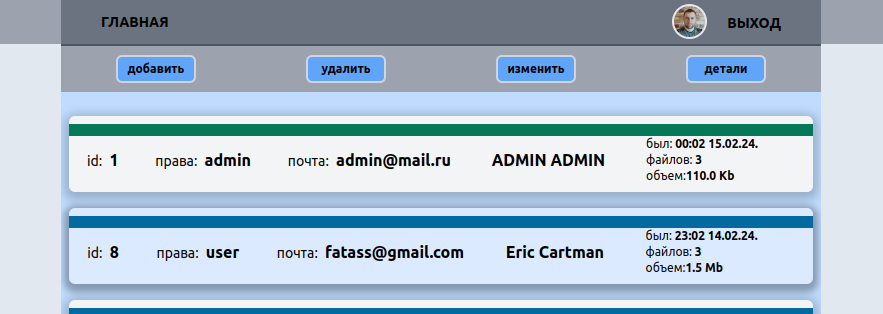 ГЛАВНАЯ ВЫХОД
добавить удалить изменить детали
был: 00:02 15.02.24.
id: 1 права: admin почта: admin@mail.ru ADMIN ADMIN файлов: 3
объем:110.0 Kb
был: 23:02 14.02.24.
id: 8 права: user почта: fatass@gmail.com Eric Cartman файлов: 3
объем:1.5 Mb